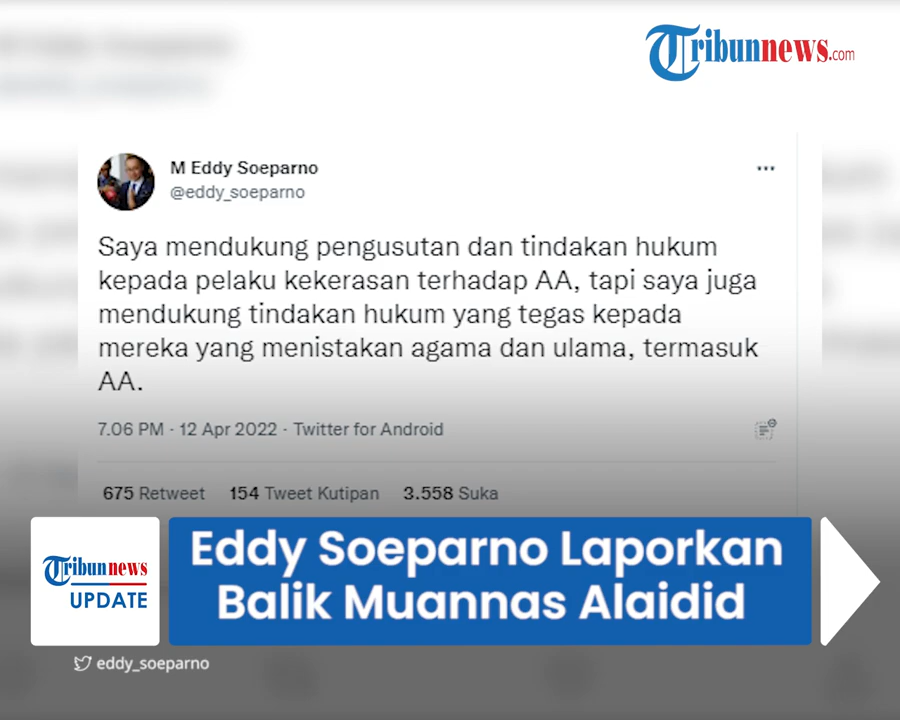 Tribunnews.com
M Eddy Soeparno
@eddy_soeparno
Saya mendukung pengusutan dan tindakan hukum
kepada pelaku kekerasan terhadap AA, tapi saya juga
mendukung tindakan hukum yang tegas kepada
mereka yang menistakan agama dan ulama, termasuk
AA.
7.06 PM · 12 Apr 2022 · Twitter for Android
675 Retweet 154 Tweet Kutipan 3.558 Suka
Tribunnews
UPDATE
Eddy Soeparno Laporkan
Balik Muannas Alaidid
eddy_soeparno